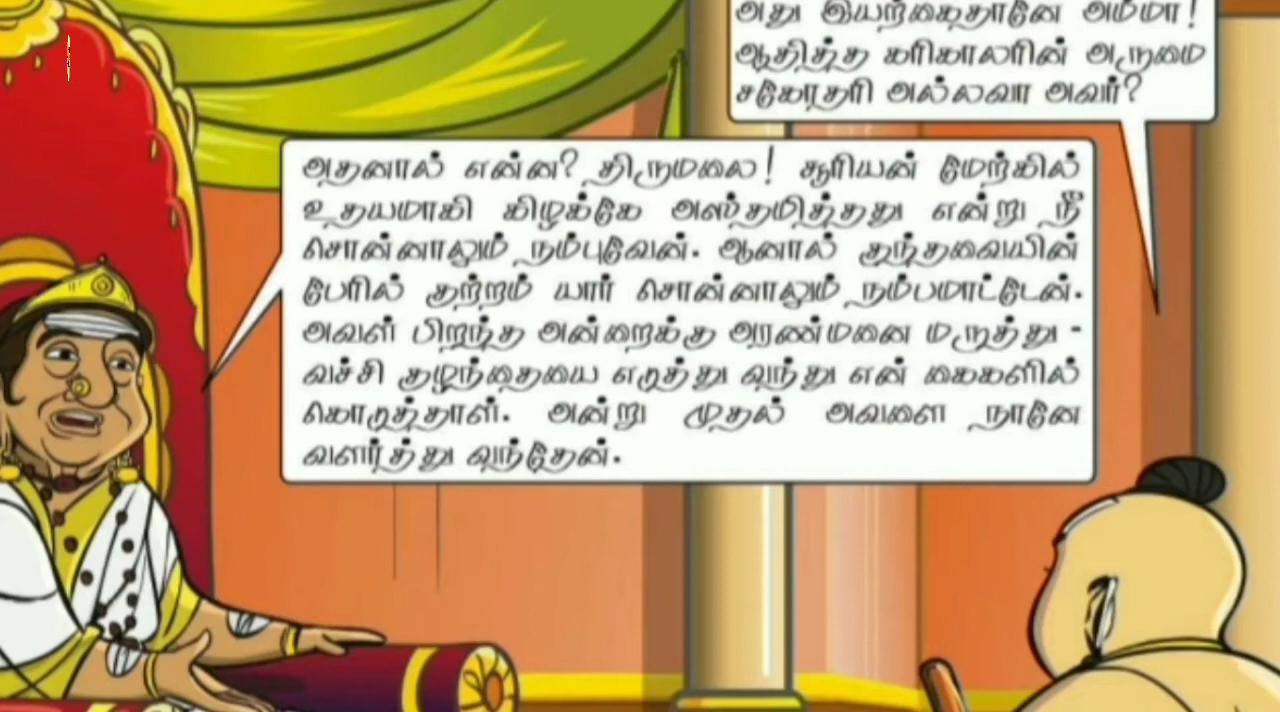 அது இயற்கைதானே அம்மா!
ஆதித்த கரிகாலரின் அருமை
சகோதரி அல்லவா அவர்?
அதனால் என்ன? திருமலை! சூரியன் மேற்கில்
உதயமாகி கிழக்கே அஸ்தமித்தது என்று நீ
சொன்னாலும் நம்புவேன். ஆனால் குந்தவையின்
பேரில் குற்றம் யார் சொன்னாலும் நம்பமாட்டேன்.
அவள் பிறந்த அன்றைக்கு அரண்மனை மருத்து -
வச்சி குழந்தையை எடுத்து வந்து என் கைகளில்
கொடுத்தாள். அன்று முதல் அவளை நானே
வளர்த்து வந்தேன்.